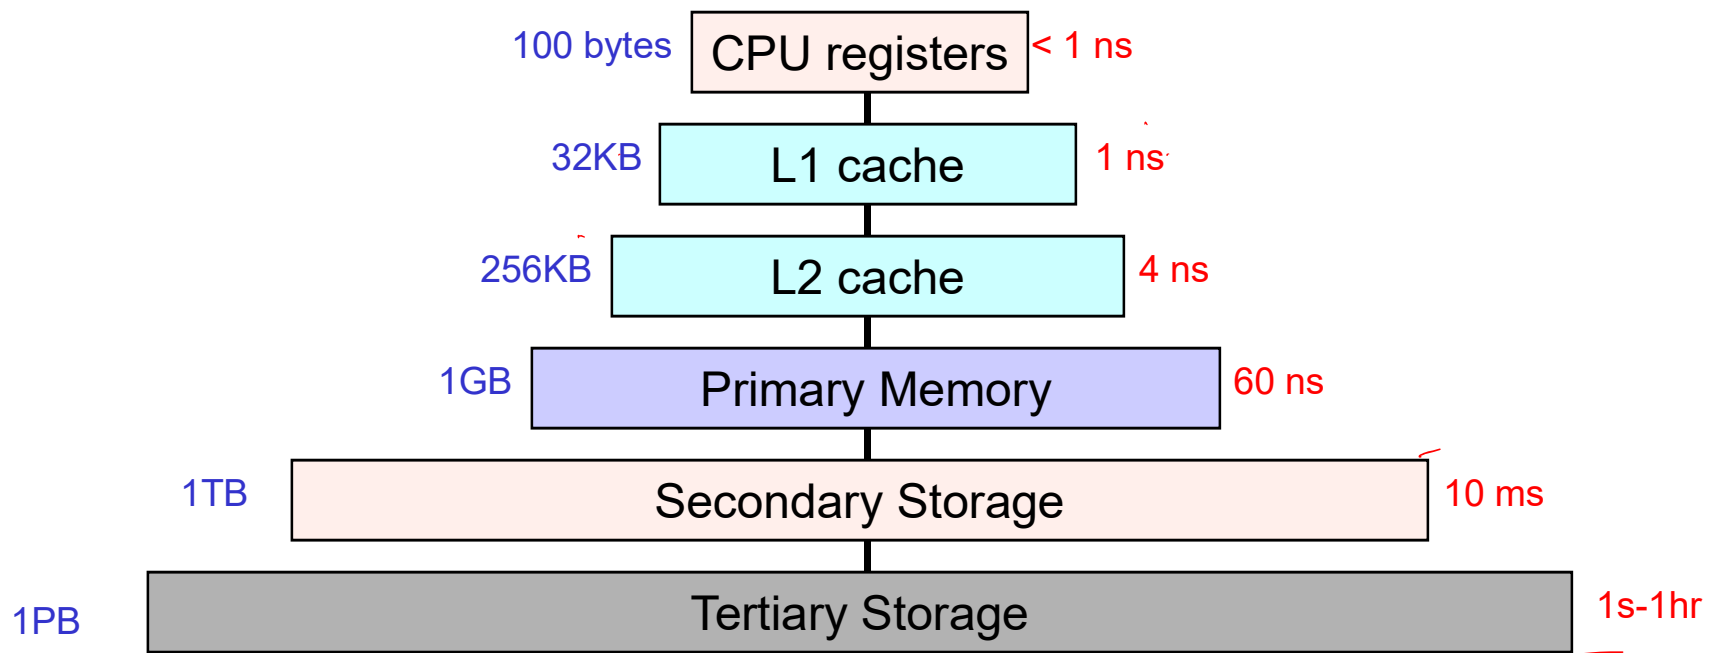 100 bytes CPU registers < 1 ns
32KB L1 cache 1 ns
256KB L2 cache 4 ns
1GB Primary Memory 60 ns
1TB Secondary Storage 10 ms
1PB Tertiary Storage 1s-1hr